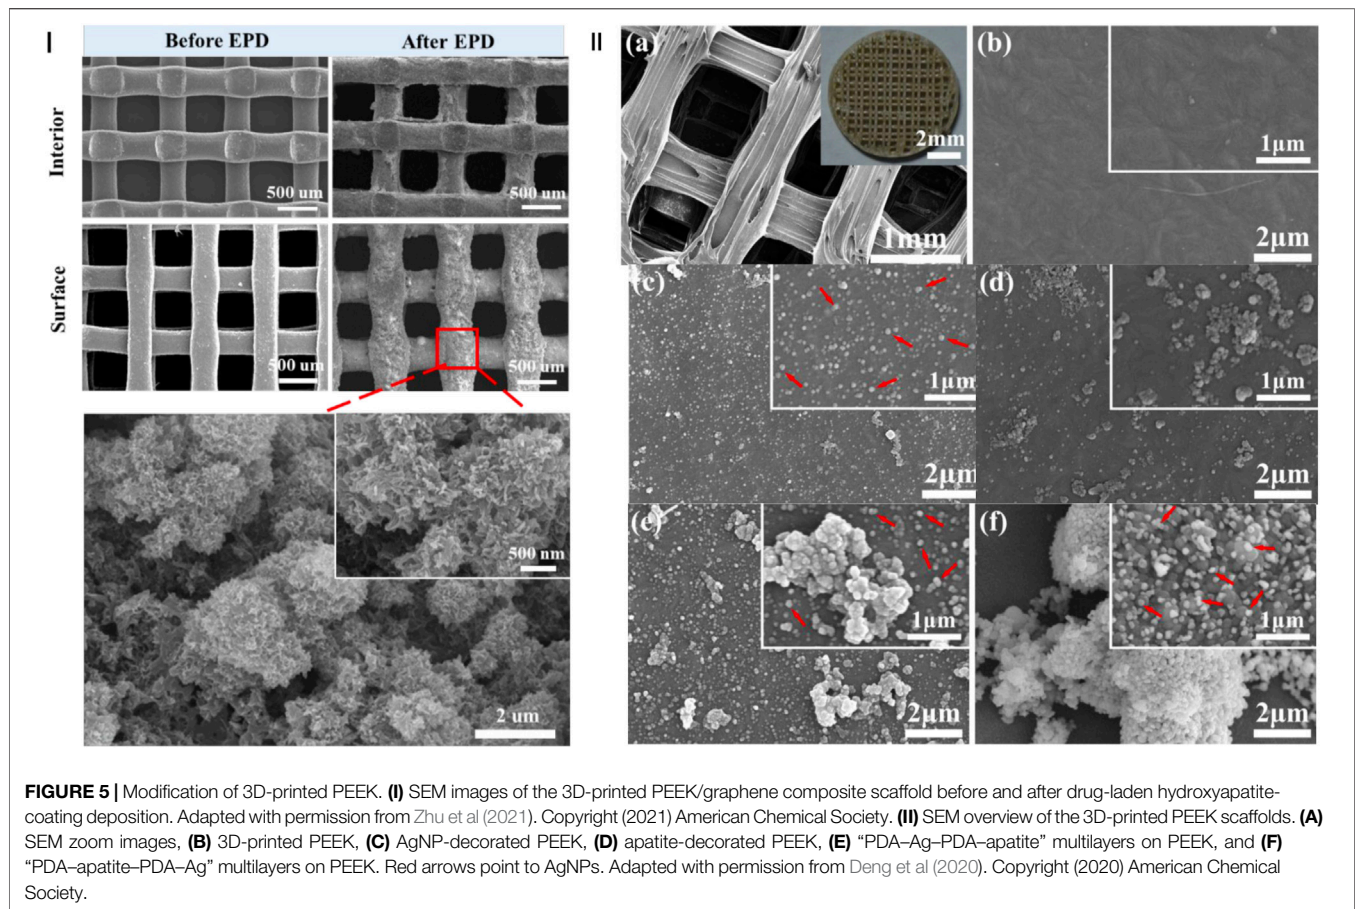 I
Before EPD
After EPD
Interior
500 um
500 um
Surface
500 um
500 um
500 nm
2 um
II
(a)
2mm
1mm
(b)
1μm
2μm
(c)
1μm
2μm
(d)
1μm
2μm
(e)
1μm
2μm
(f)
1μm
2μm
FIGURE 5 | Modification of 3D-printed PEEK. (I) SEM images of the 3D-printed PEEK/graphene composite scaffold before and after drug-laden hydroxyapatite-
coating deposition. Adapted with permission from Zhu et al (2021). Copyright (2021) American Chemical Society. (II) SEM overview of the 3D-printed PEEK scaffolds. (A)
SEM zoom images, (B) 3D-printed PEEK, (C) AgNP-decorated PEEK, (D) apatite-decorated PEEK, (E) “PDA–Ag–PDA–apatite” multilayers on PEEK, and (F)
“PDA–apatite–PDA–Ag” multilayers on PEEK. Red arrows point to AgNPs. Adapted with permission from Deng et al (2020). Copyright (2020) American Chemical
Society.